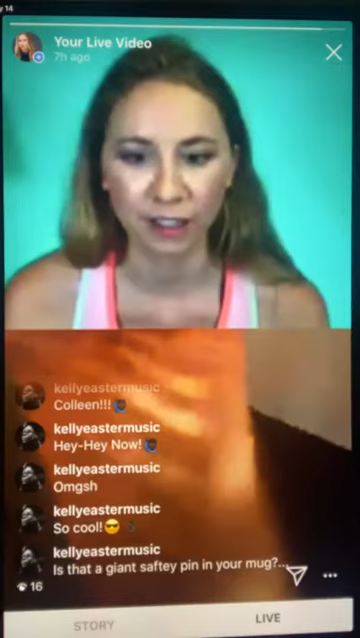 y 14
Your Live Video
7h ago
kellyeastermusic
Colleen!!!
kellyeastermusic
Hey-Hey Now!
kellyeastermusic
Omgsh
kellyeastermusic
So cool!😎
kellyeastermusic
Is that a giant saftey pin in your mug?...
16
STORY
LIVE